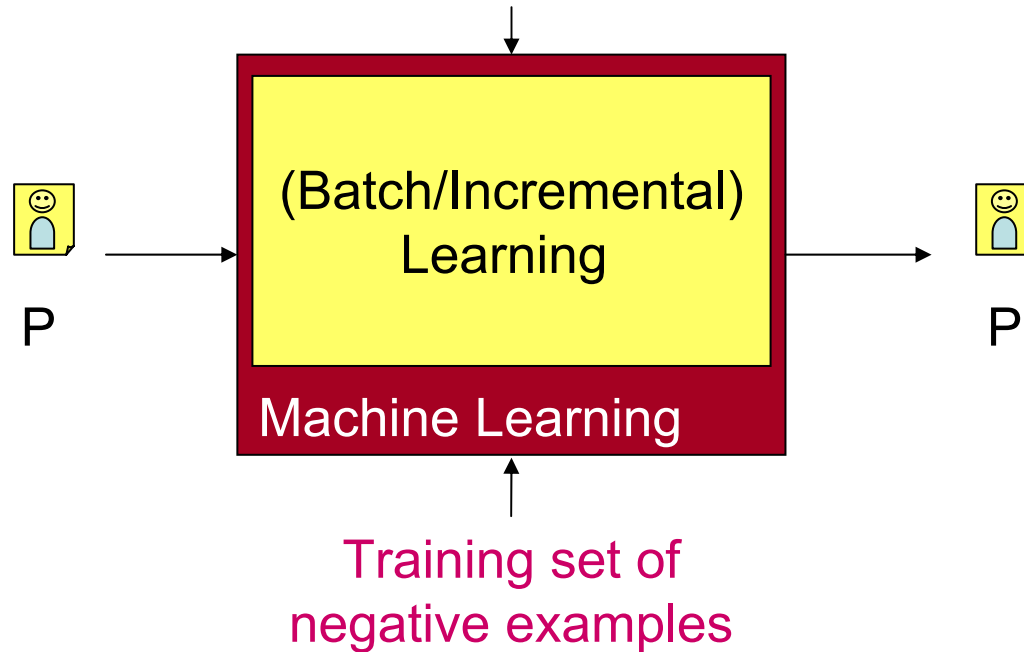 (Batch/Incremental)
Learning
P
P
Machine Learning
Training set of
negative examples